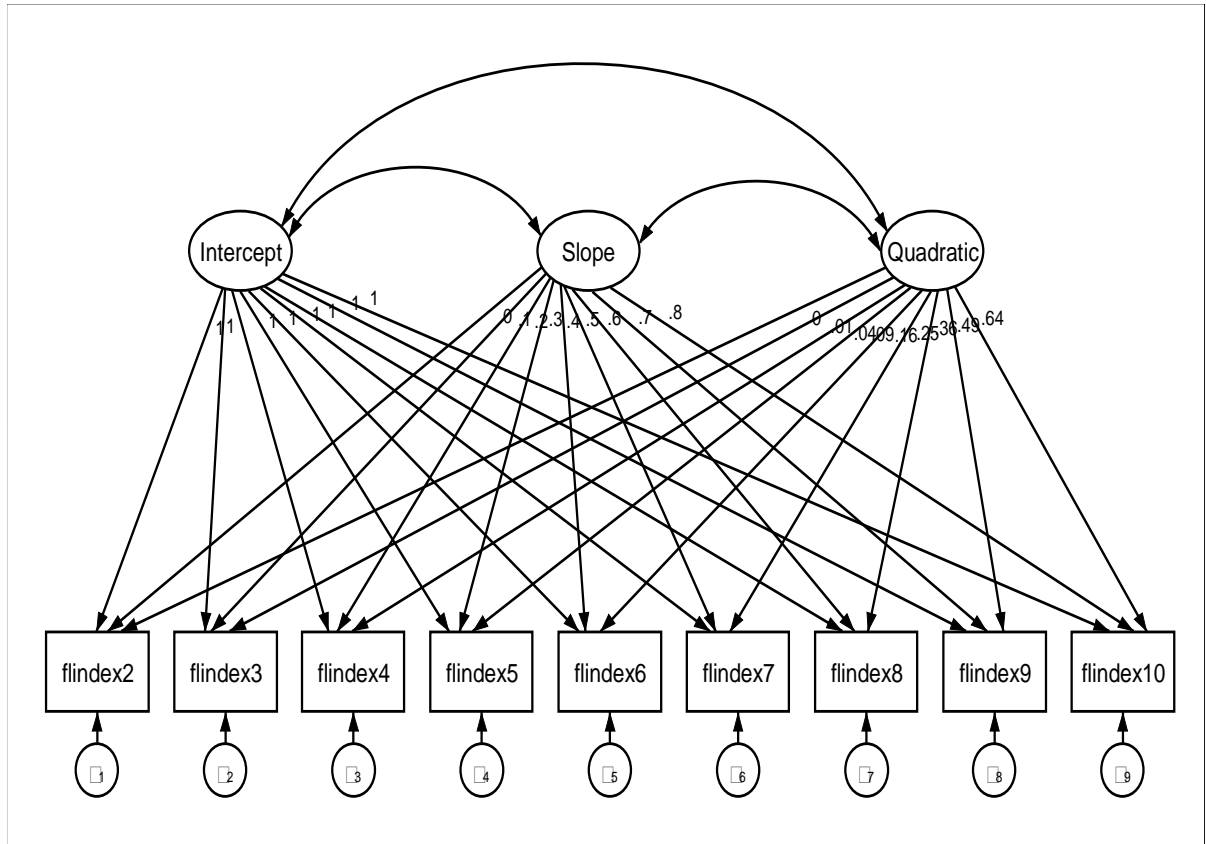 Intercept Slope Quadratic
1 1 1 1 1 1 1 1
0 .1 .2 .3 .4 .5 .6 .7 .8
0 .01 .04 .09 .16 .25 .36 .49 .64
flindex2 flindex3 flindex4 flindex5 flindex6 flindex7 flindex8 flindex9 flindex10
□1 □2 □3 □4 □5 □6 □7 □8 □9